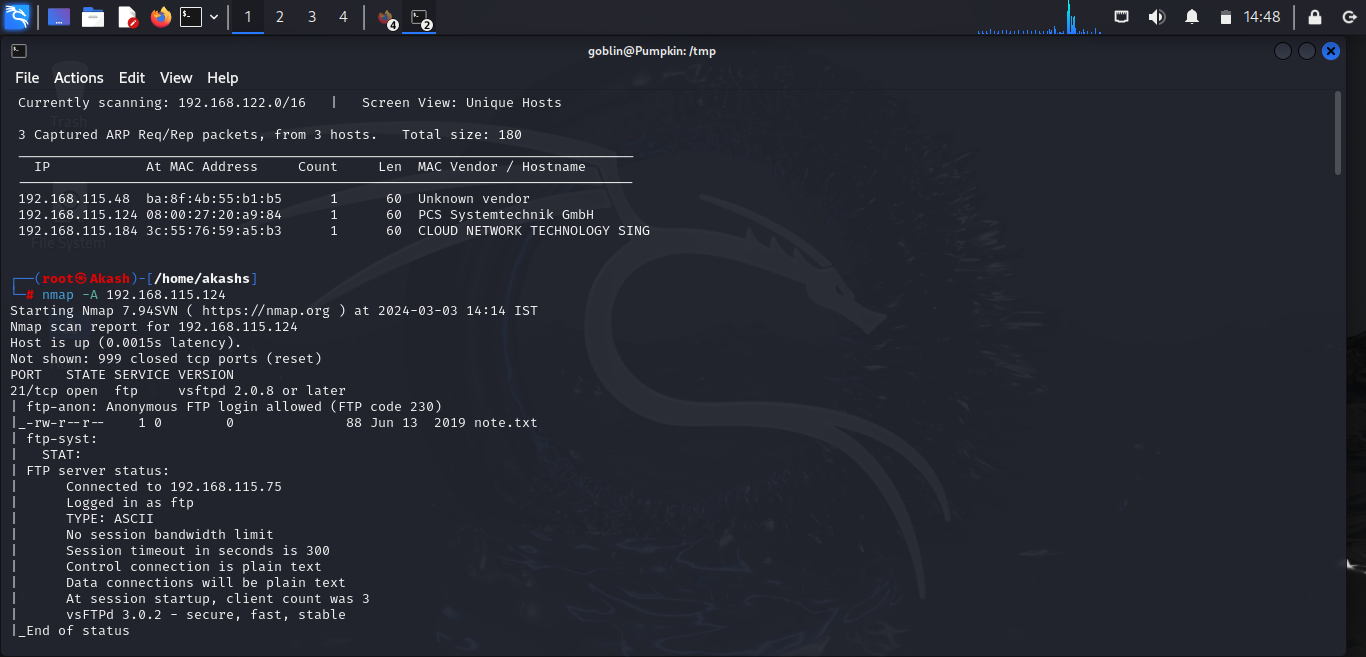 1 2 3 4 4 2 14:48
goblin@Pumpkin: /tmp
File Actions Edit View Help
Currently scanning: 192.168.122.0/16   |   Screen View: Unique Hosts
Trash
3 Captured ARP Req/Rep packets, from 3 hosts.   Total size: 180
IP            At MAC Address     Count     Len  MAC Vendor / Hostname
192.168.115.48  ba:8f:4b:55:b1:b5      1      60  Unknown vendor
192.168.115.124 08:00:27:20:a9:84      1      60  PCS Systemtechnik GmbH
192.168.115.184 3c:55:76:59:a5:b3      1      60  CLOUD NETWORK TECHNOLOGY SING
File System
┌──(root㉿Akash)-[/home/akashs]
└─# nmap -A 192.168.115.124
Starting Nmap 7.94SVN ( https://nmap.org ) at 2024-03-03 14:14 IST
Nmap scan report for 192.168.115.124
Host is up (0.0015s latency).
Not shown: 999 closed tcp ports (reset)
PORT   STATE SERVICE VERSION
21/tcp open  ftp     vsftpd 2.0.8 or later
| ftp-anon: Anonymous FTP login allowed (FTP code 230)
|_-rw-r--r--    1 0        0              88 Jun 13  2019 note.txt
| ftp-syst:
|   STAT:
| FTP server status:
|      Connected to 192.168.115.75
|      Logged in as ftp
|      TYPE: ASCII
|      No session bandwidth limit
|      Session timeout in seconds is 300
|      Control connection is plain text
|      Data connections will be plain text
|      At session startup, client count was 3
|      vsFTPd 3.0.2 - secure, fast, stable
|_End of status